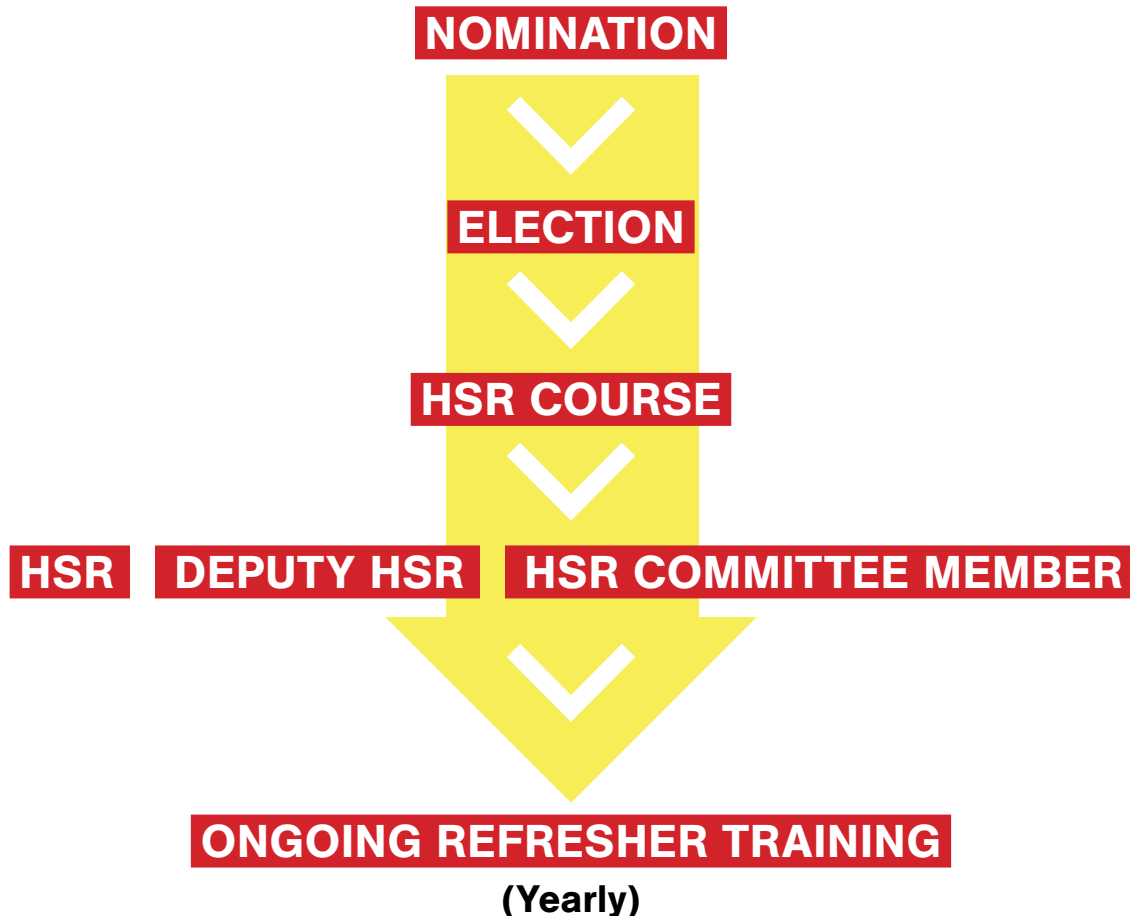 NOMINATION
ELECTION
HSR COURSE
HSR DEPUTY HSR HSR COMMITTEE MEMBER
ONGOING REFRESHER TRAINING
(Yearly)